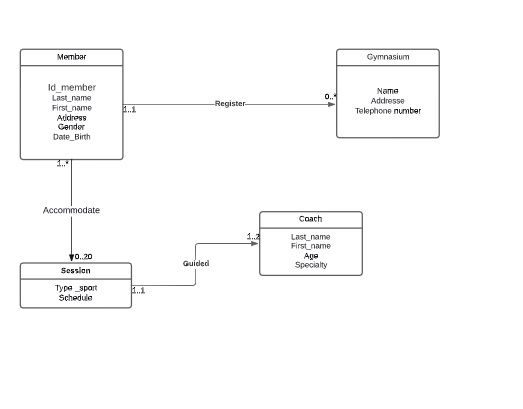 Member
Id_member
Last_name
First_name
Address
Gender
Date_Birth
Gymnasium
Name
Addresse
Telephone number
1..1
Register
0..*
1..*
Accommodate
0..20
Session
Type _sport
Schedule
1..1
Guided
1..2
Coach
Last_name
First_name
Age
Specialty